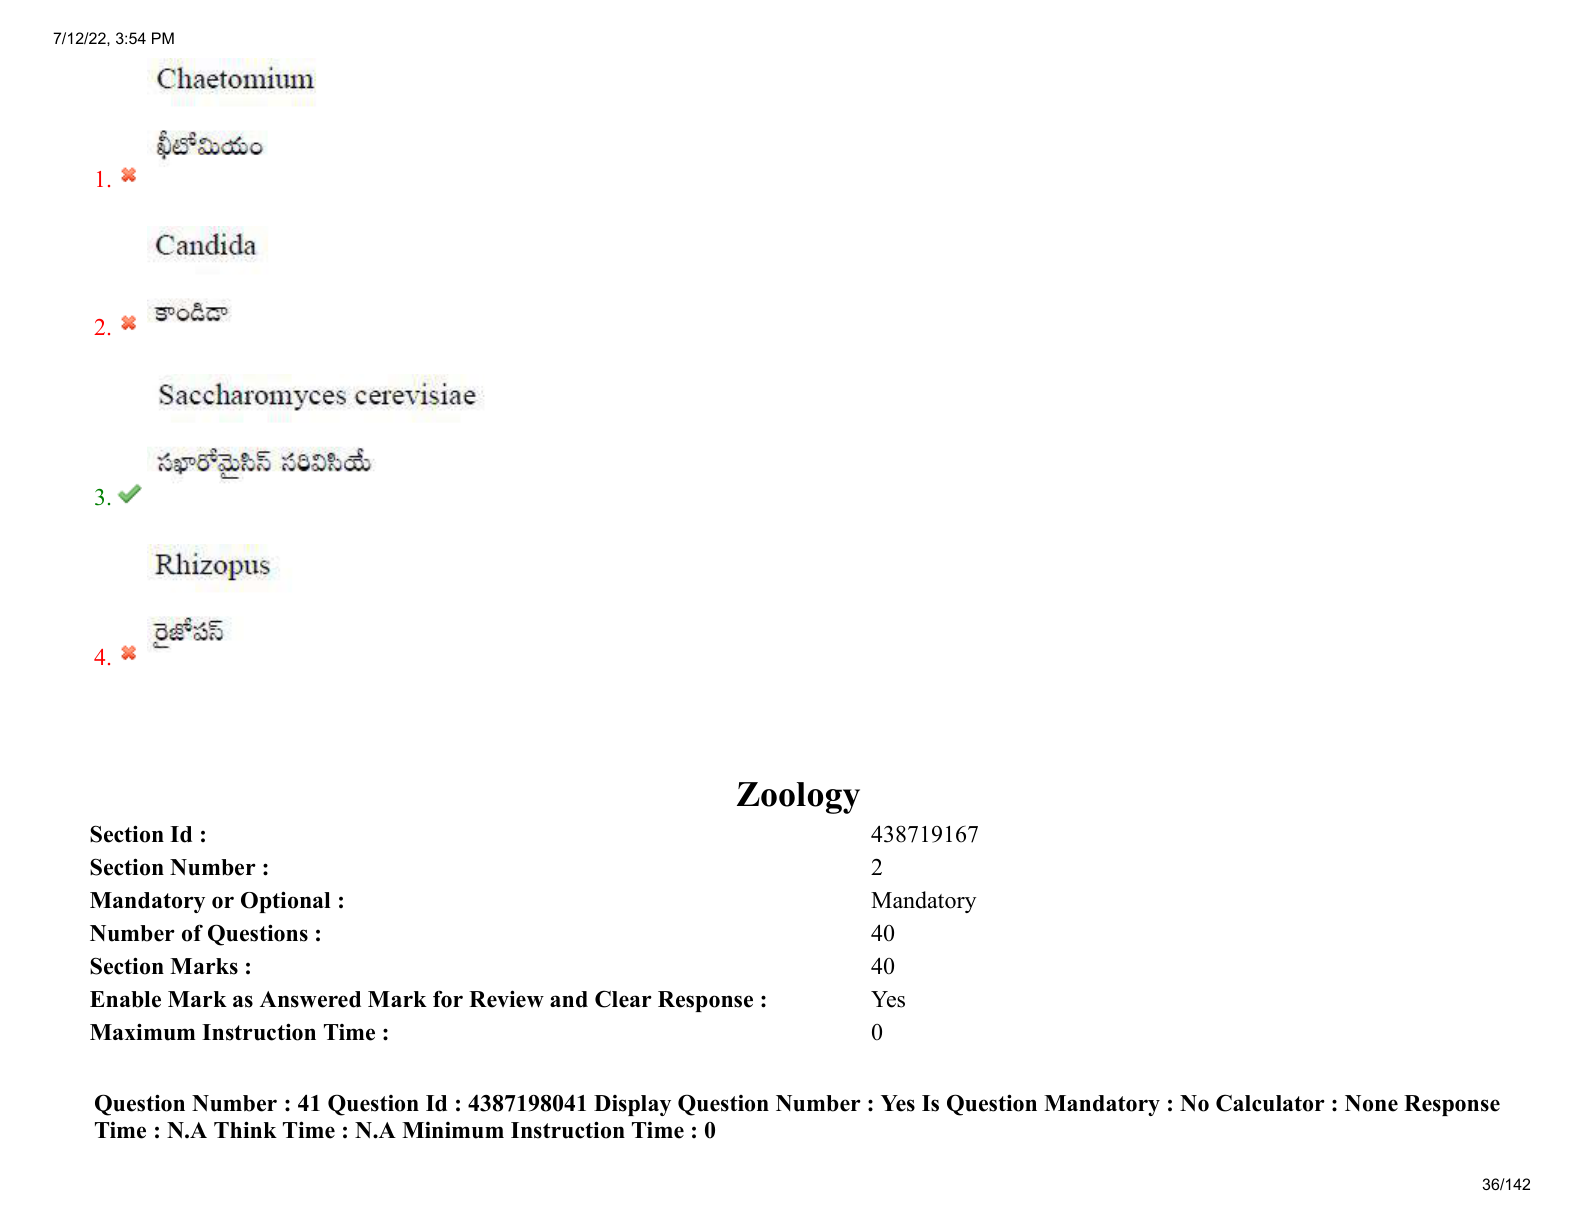 7/12/22, 3:54 PM
Chaetomium
ఖీటోమియం
1.
Candida
కాండిడా
2.
Saccharomyces cerevisiae
సఖారోమైసిస్ సెరివిసియే
3.
Rhizopus
రైజోపస్
4.
Zoology
Section Id : 438719167
Section Number : 2
Mandatory or Optional : Mandatory
Number of Questions : 40
Section Marks : 40
Enable Mark as Answered Mark for Review and Clear Response : Yes
Maximum Instruction Time : 0
Question Number : 41 Question Id : 4387198041 Display Question Number : Yes Is Question Mandatory : No Calculator : None Response
Time : N.A Think Time : N.A Minimum Instruction Time : 0
36/142